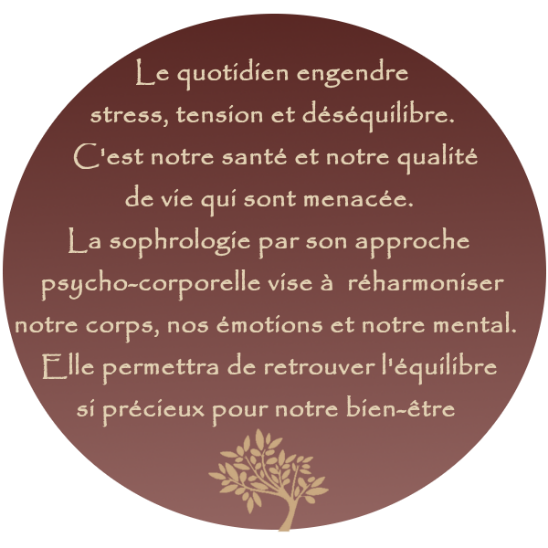 Le quotidien engendre
stress, tension et déséquilibre.
C'est notre santé et notre qualité
de vie qui sont menacée.
La sophrologie par son approche
psycho-corporelle vise à réharmoniser
notre corps, nos émotions et notre mental.
Elle permettra de retrouver l'équilibre
si précieux pour notre bien-être